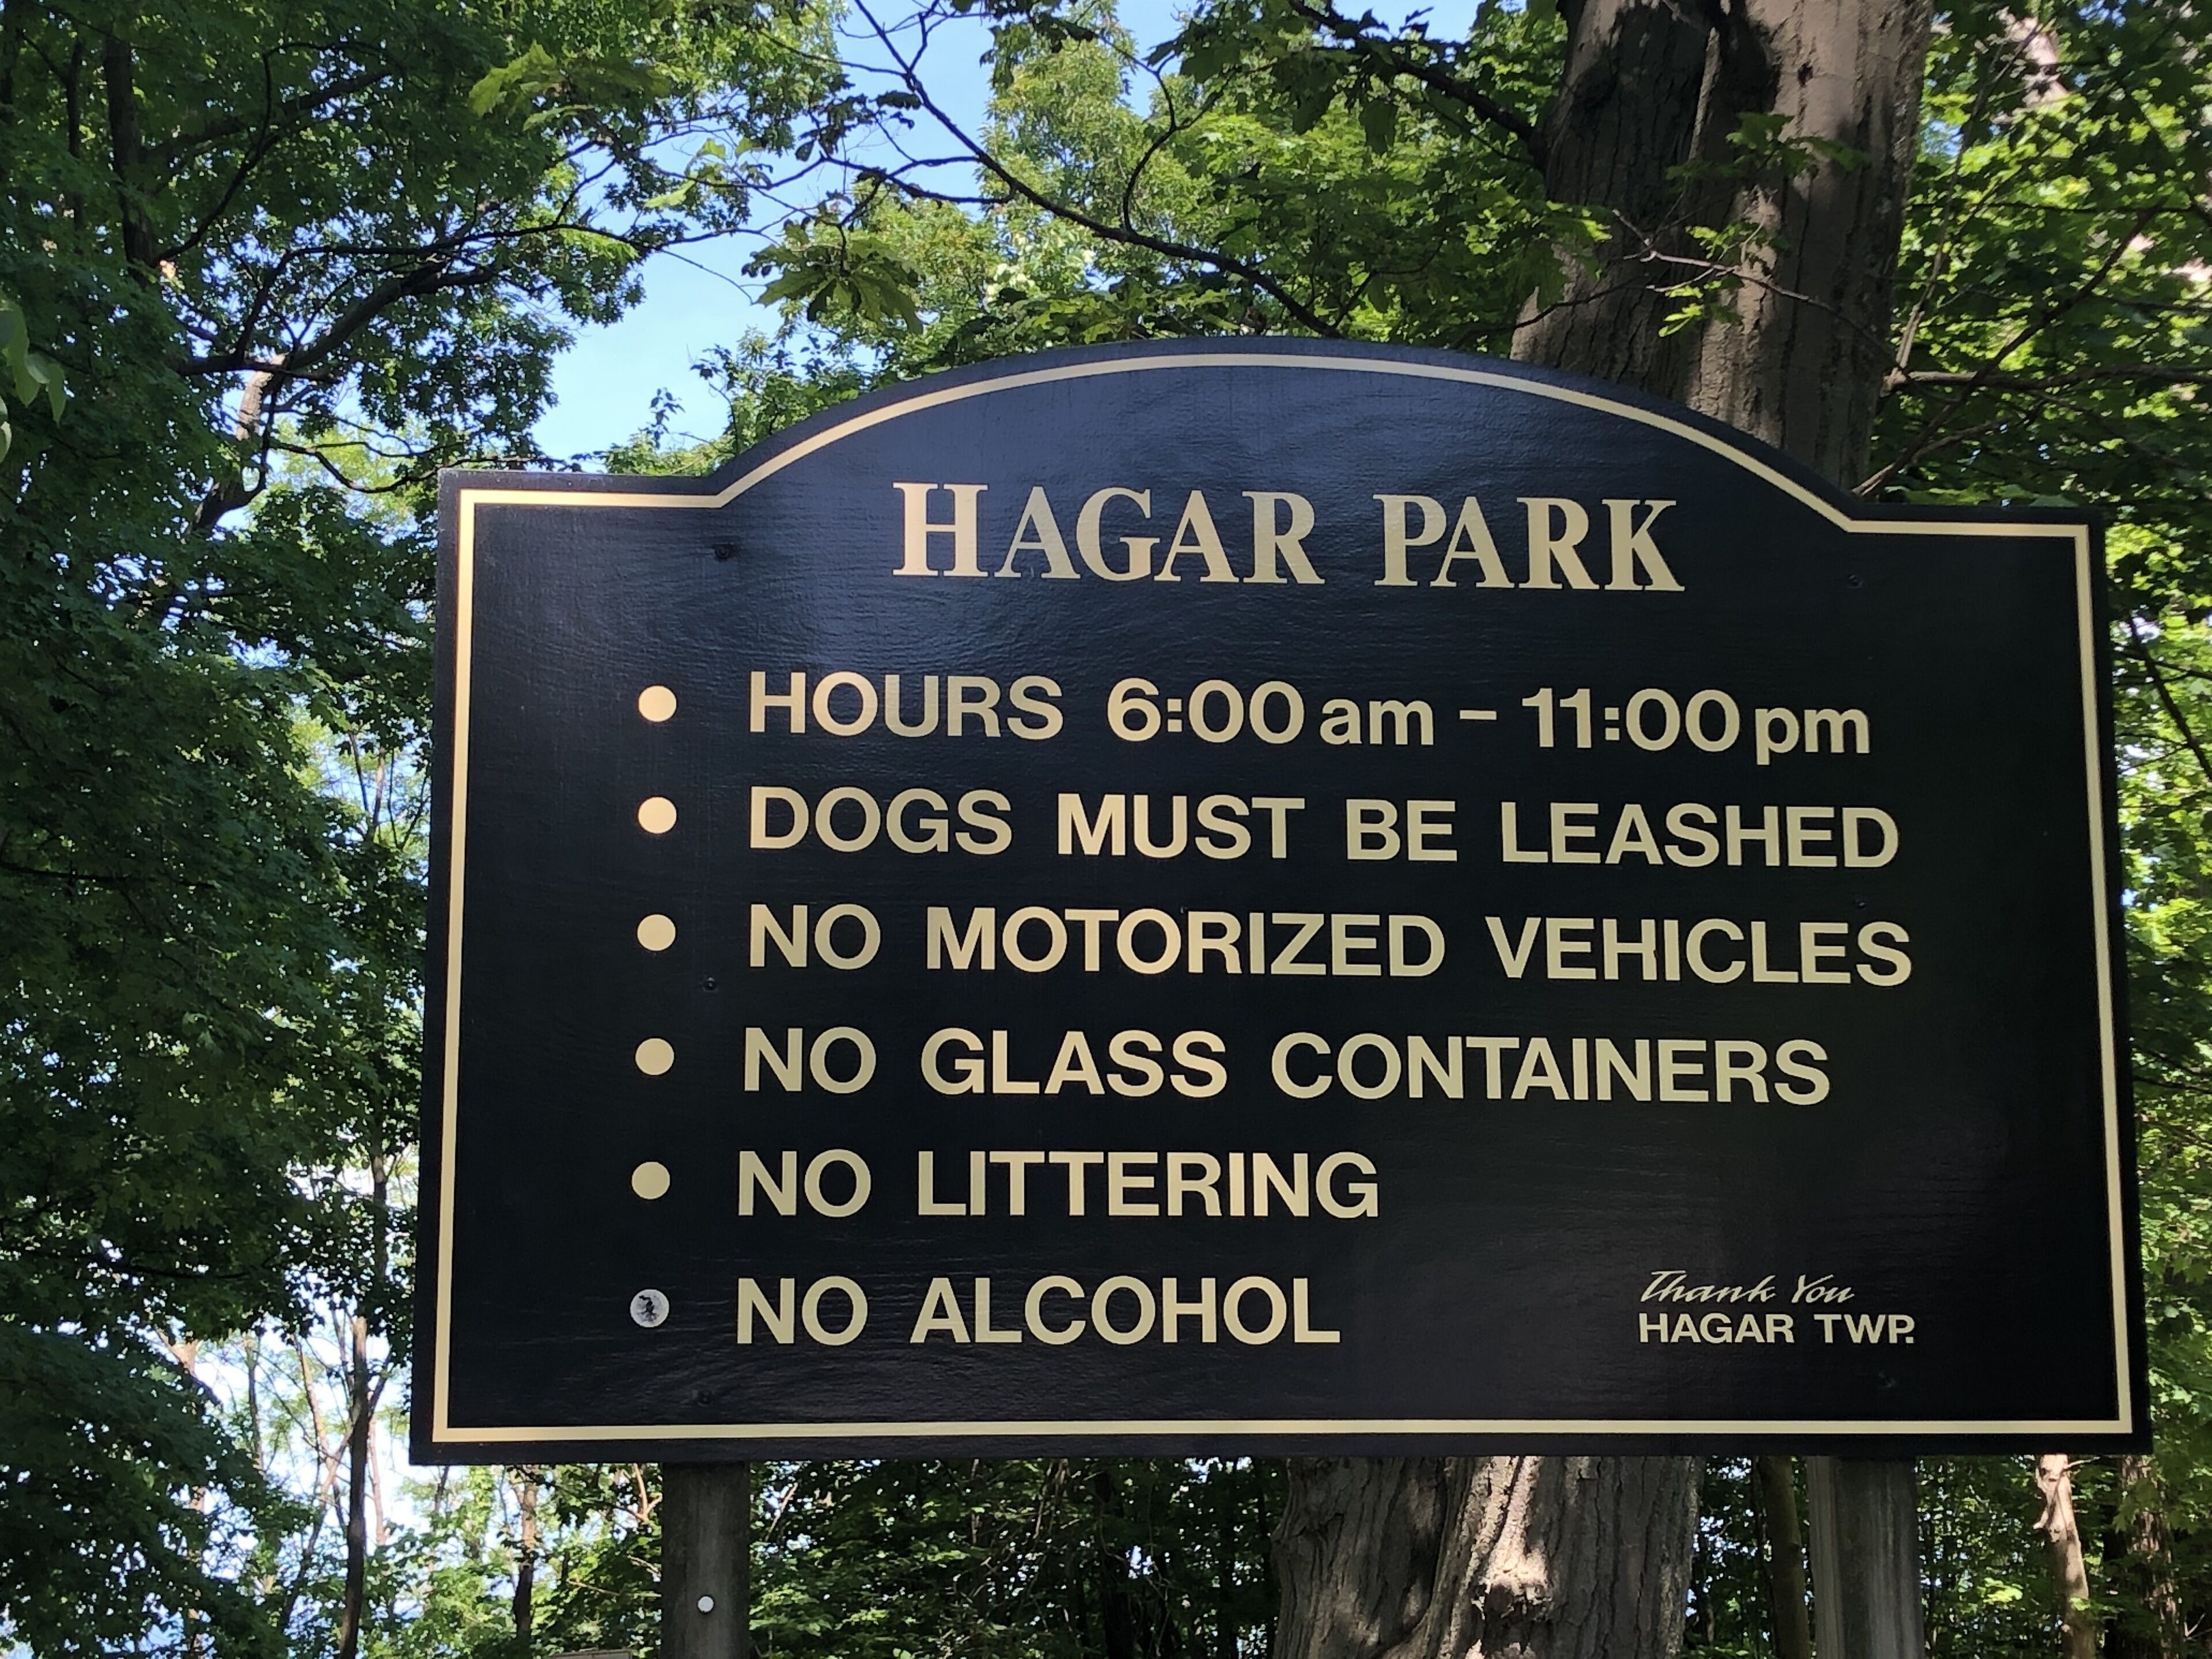 HAGAR PARK
• HOURS 6:00 am – 11:00 pm
• DOGS MUST BE LEASHED
• NO MOTORIZED VEHICLES
• NO GLASS CONTAINERS
• NO LITTERING
• NO ALCOHOL
Thank You
HAGAR TWP.